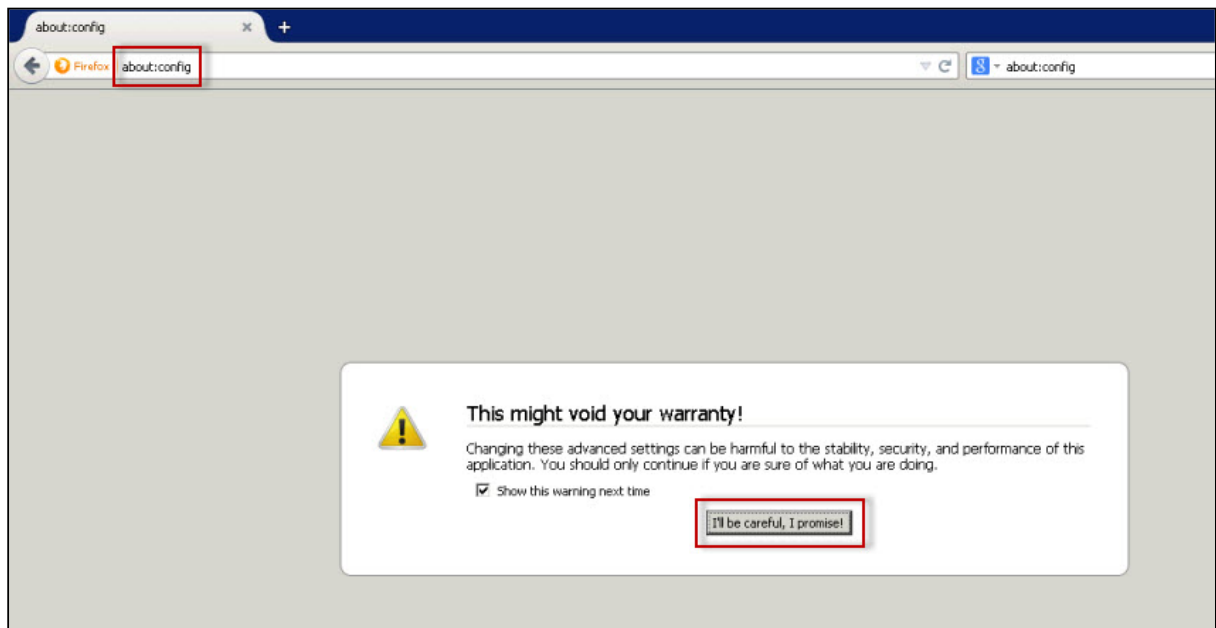 about:config
Firefox about:config
about:config
This might void your warranty!
Changing these advanced settings can be harmful to the stability, security, and performance of this
application. You should only continue if you are sure of what you are doing.
Show this warning next time
I'll be careful, I promise!